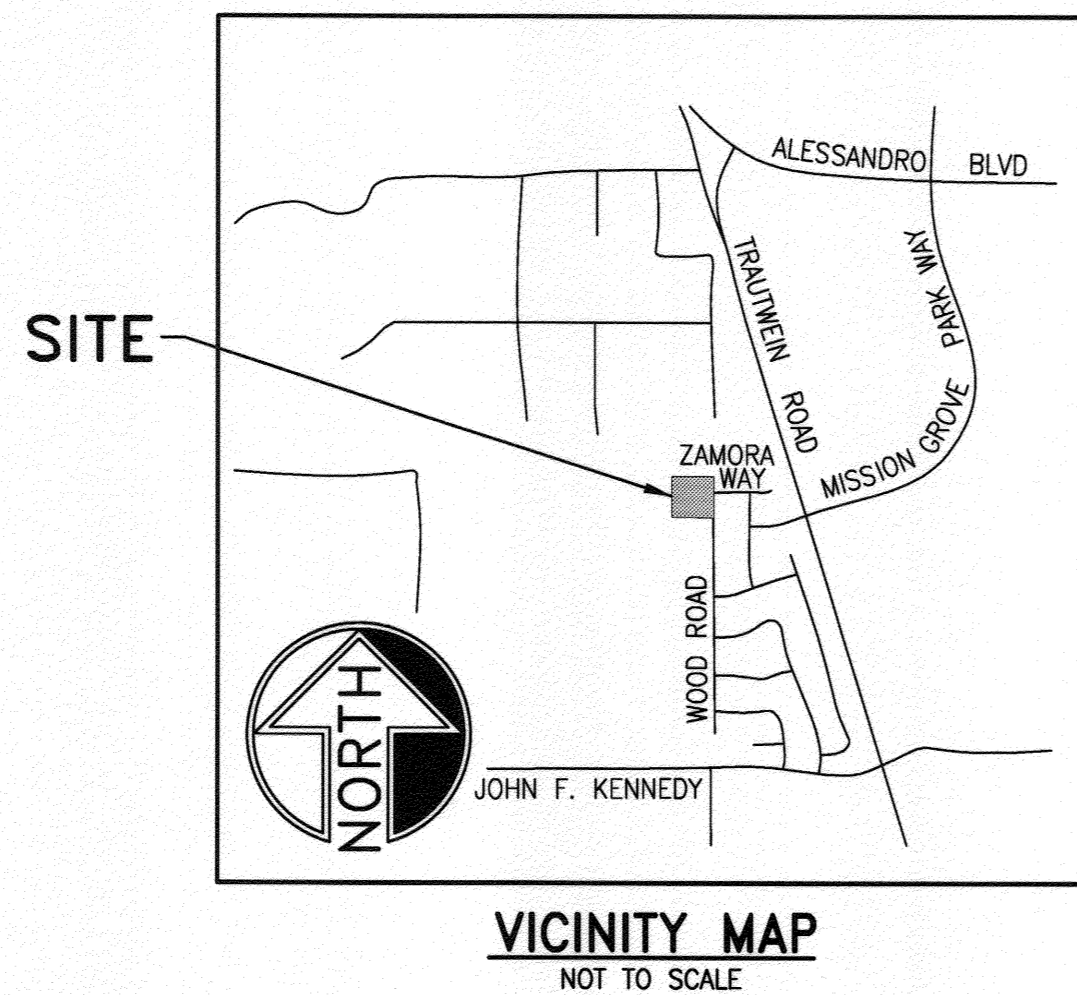 ALESSANDRO BLVD
TRAUTWEIN ROAD
MISSION GROVE PARK WAY
SITE
ZAMORA
WAY
WOOD ROAD
NORTH
JOHN F. KENNEDY
VICINITY MAP
NOT TO SCALE